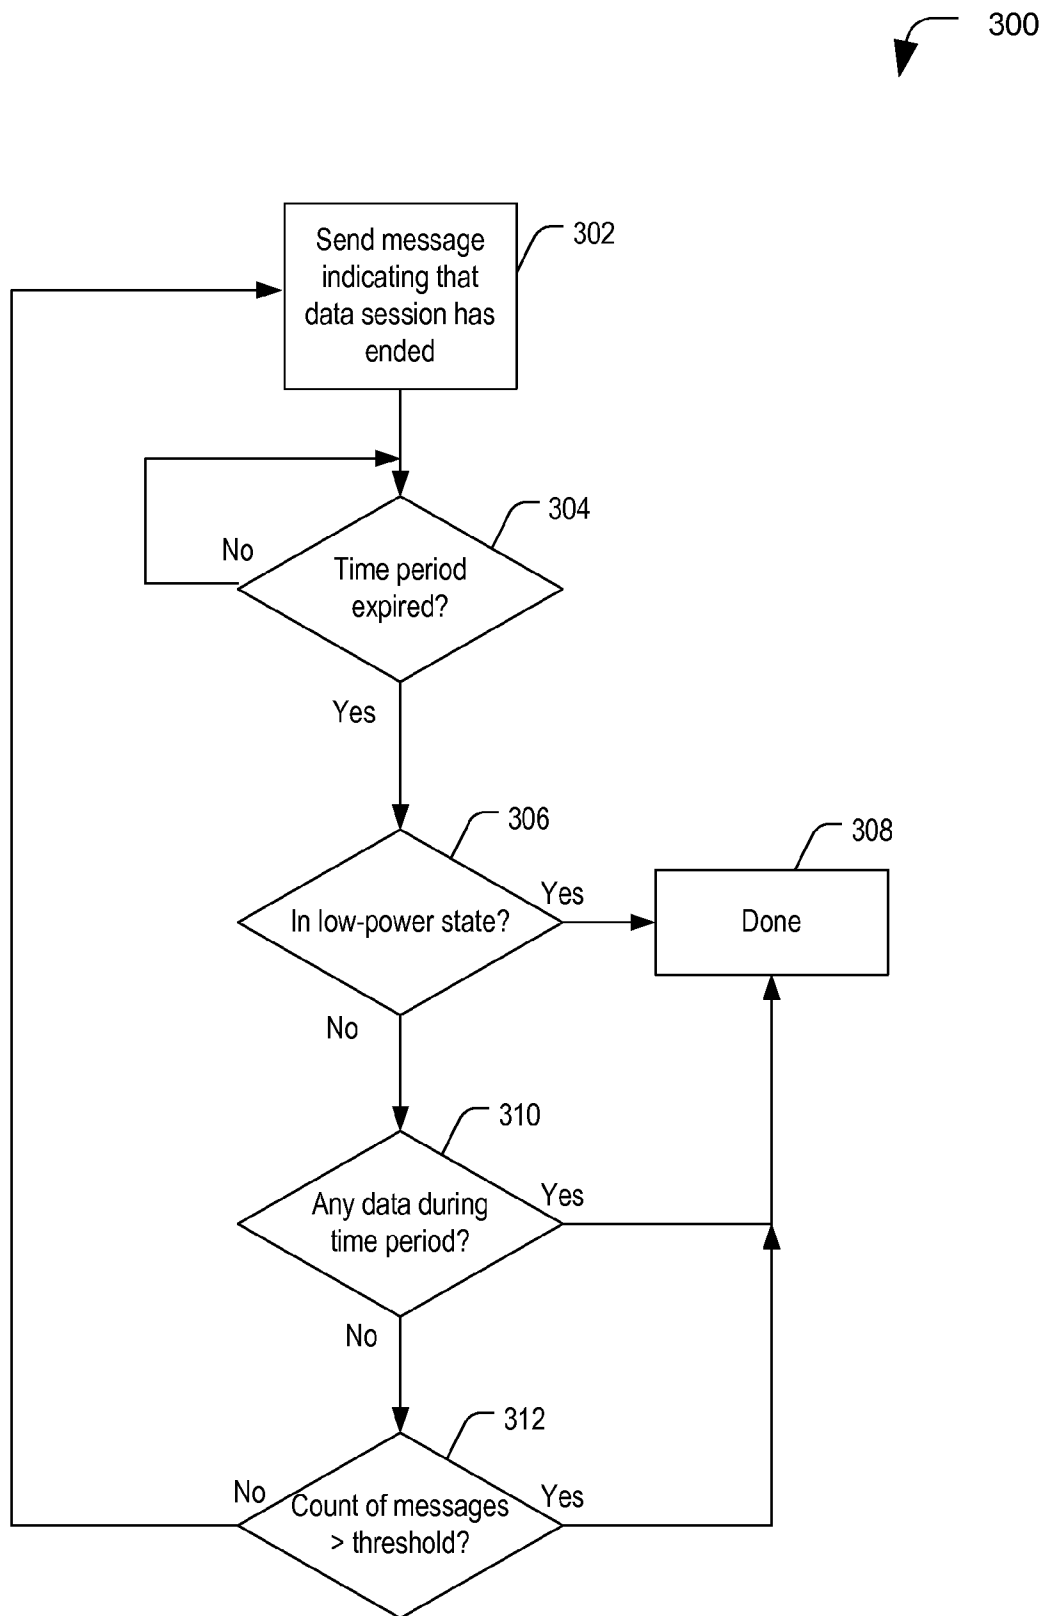 300
Send message
indicating that
data session has
ended
302
304
No
Time period
expired?
Yes
306
308
In low-power state?
Yes
Done
No
310
Any data during
time period?
Yes
No
312
No
Count of messages
> threshold?
Yes